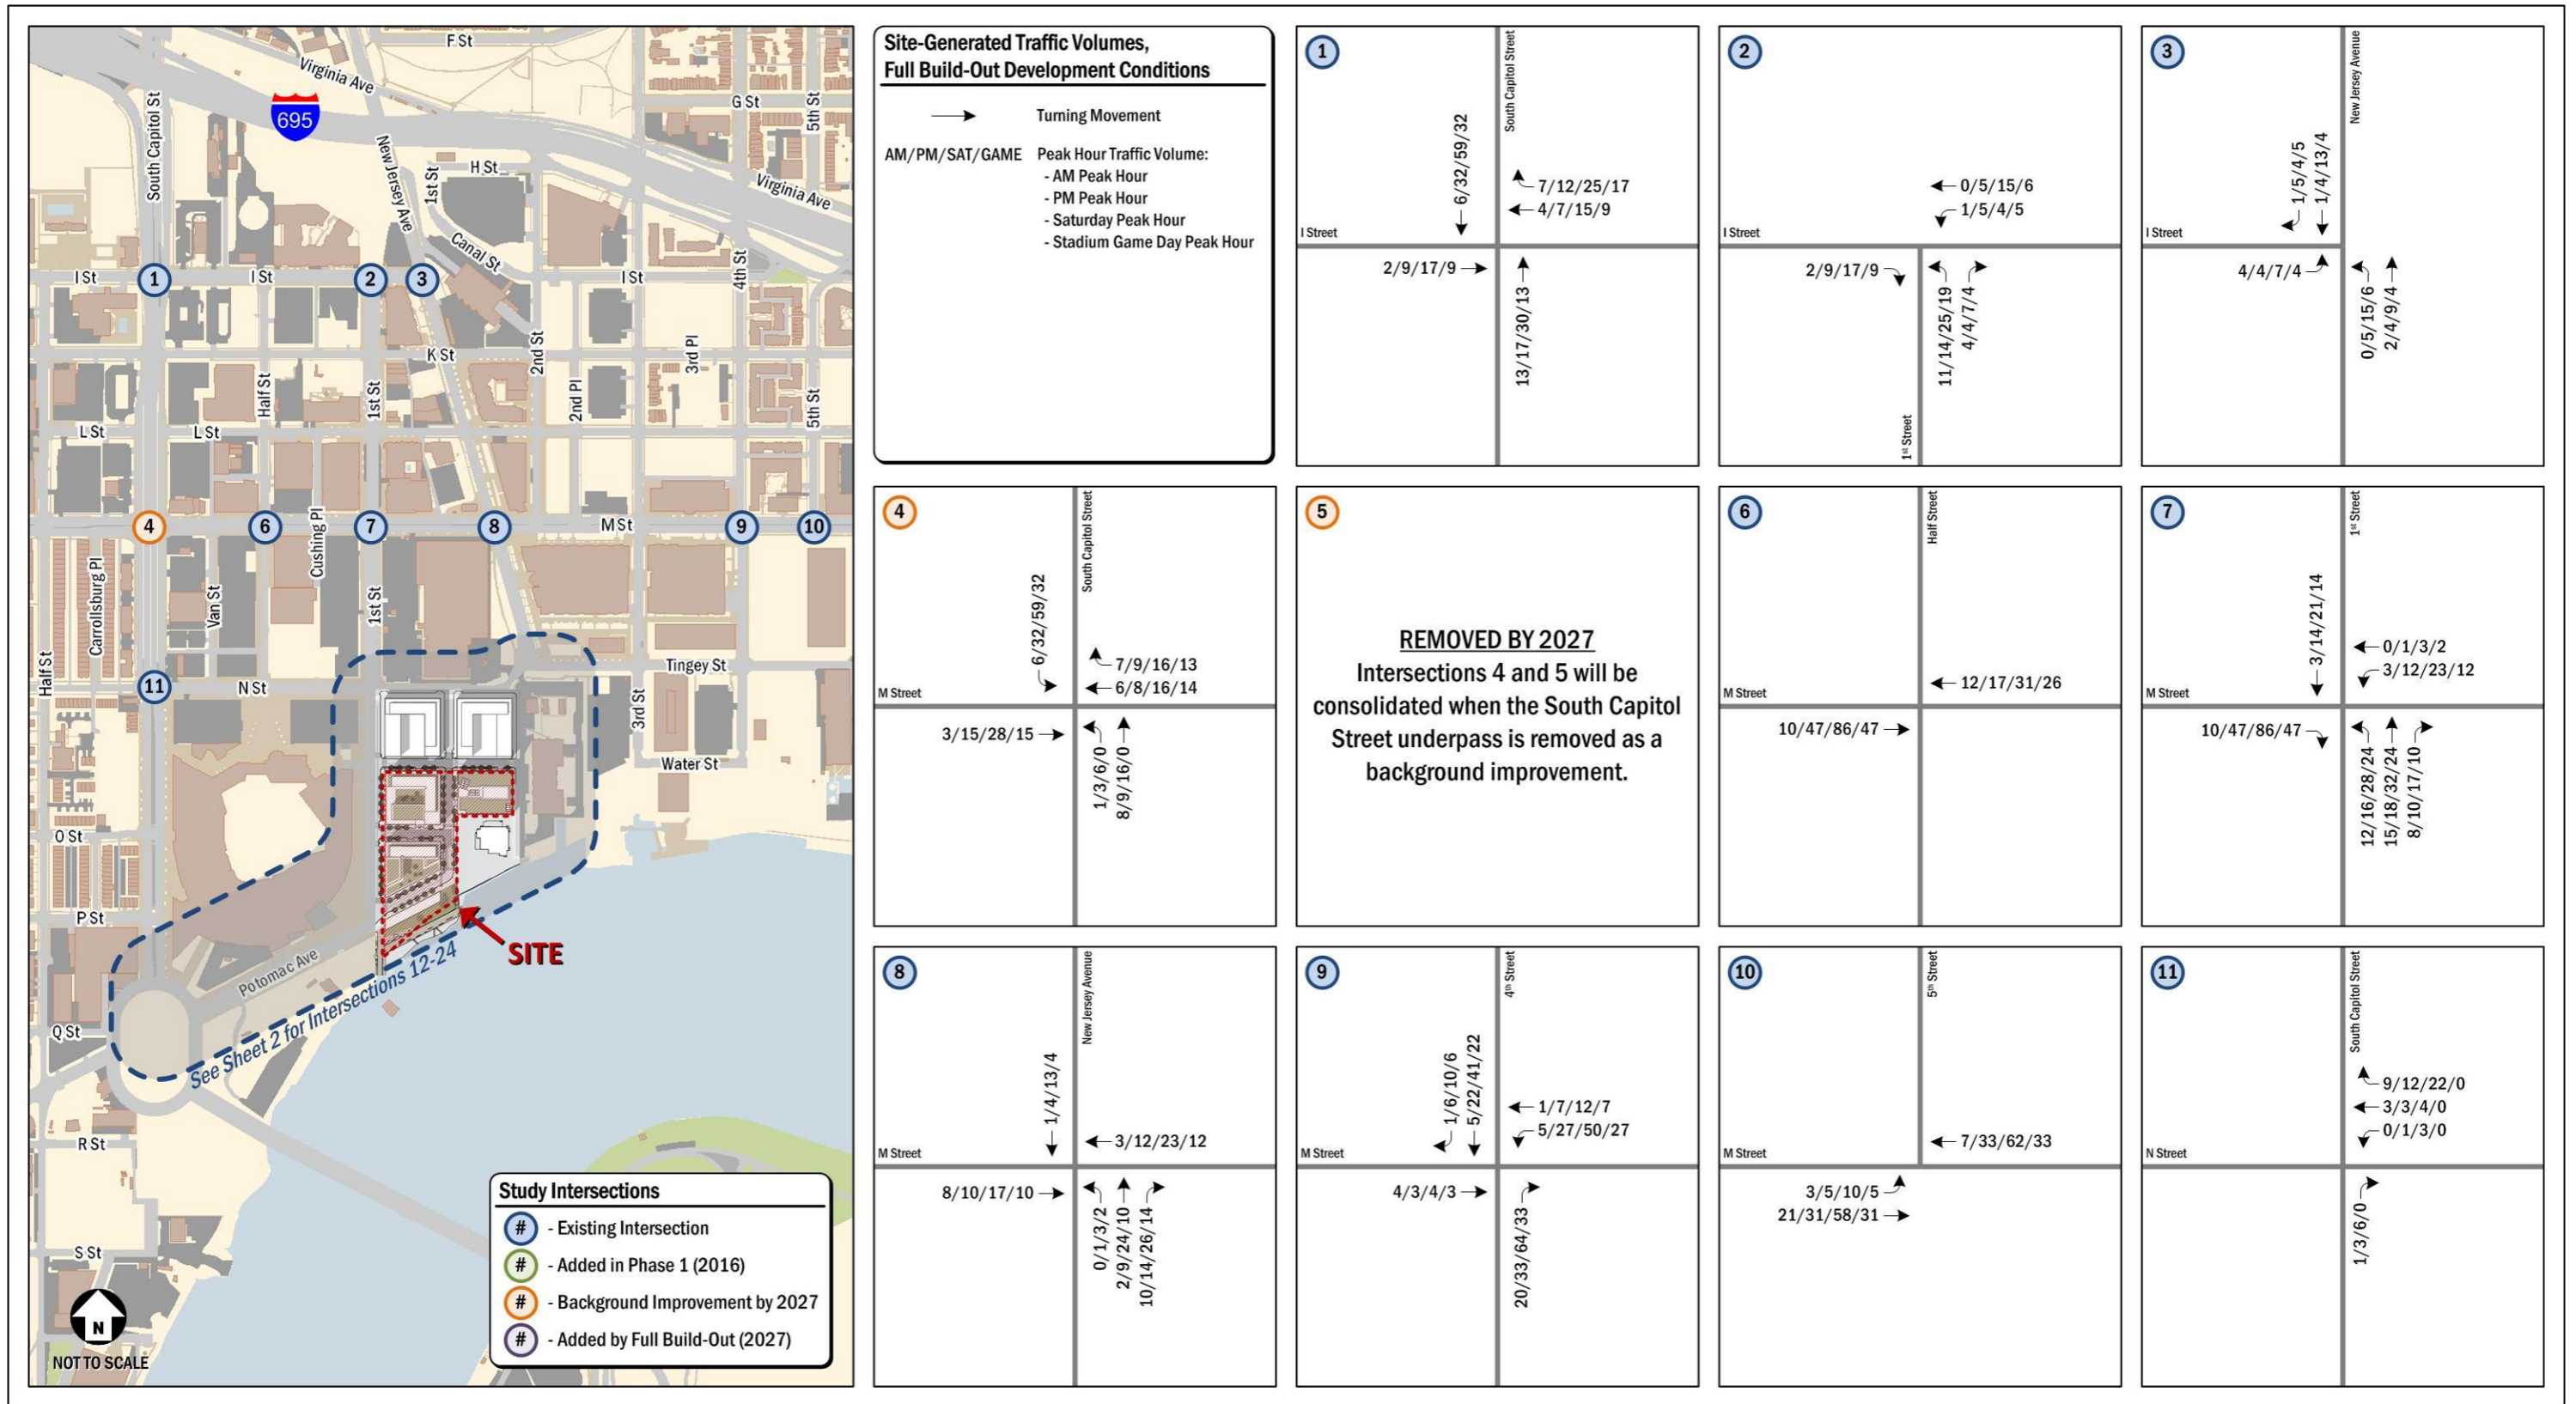 F St
Virginia Ave
G St
5th St
695
South Capitol St
New Jersey Ave
1st St
H St
Virginia Ave
Canal St
4th St
1
I St
I St
2
3
I St
2nd St
K St
3rd Pl
Half St
1st St
2nd Pl
5th St
L St
L St
4
6
Cushing Pl
7
8
M St
9
10
Carrollsburg Pl
Van St
1st St
Half St
11
N St
Tingey St
3rd St
Water St
O St
P St
SITE
Potomac Ave
See Sheet 2 for Intersections 12-24
Q St
R St
S St
N
NOT TO SCALE
Study Intersections
# - Existing Intersection
# - Added in Phase 1 (2016)
# - Background Improvement by 2027
# - Added by Full Build-Out (2027)
Site-Generated Traffic Volumes,
Full Build-Out Development Conditions
Turning Movement
AM/PM/SAT/GAME Peak Hour Traffic Volume:
- AM Peak Hour
- PM Peak Hour
- Saturday Peak Hour
- Stadium Game Day Peak Hour
1
South Capitol Street
6/32/59/32
7/12/25/17
4/7/15/9
I Street
2/9/17/9
13/17/30/13
2
0/5/15/6
1/5/4/5
I Street
2/9/17/9
11/14/25/19
4/4/7/4
1st Street
3
New Jersey Avenue
1/5/4/5
1/4/13/4
I Street
4/4/7/4
0/5/15/6
2/4/9/4
4
South Capitol Street
6/32/59/32
7/9/16/13
6/8/16/14
M Street
3/15/28/15
1/3/6/0
8/9/16/0
5
REMOVED BY 2027
Intersections 4 and 5 will be
consolidated when the South Capitol
Street underpass is removed as a
background improvement.
6
Half Street
12/17/31/26
M Street
10/47/86/47
7
1st Street
3/14/21/14
0/1/3/2
3/12/23/12
M Street
10/47/86/47
12/16/28/24
15/18/32/24
8/10/17/10
8
New Jersey Avenue
1/4/13/4
3/12/23/12
M Street
8/10/17/10
0/1/3/2
2/9/24/10
10/14/26/14
9
4th Street
1/6/10/6
5/22/41/22
1/7/12/7
5/27/50/27
M Street
4/3/4/3
20/33/64/33
10
5th Street
7/33/62/33
M Street
3/5/10/5
21/31/58/31
11
South Capitol Street
9/12/22/0
3/3/4/0
0/1/3/0
N Street
1/3/6/0